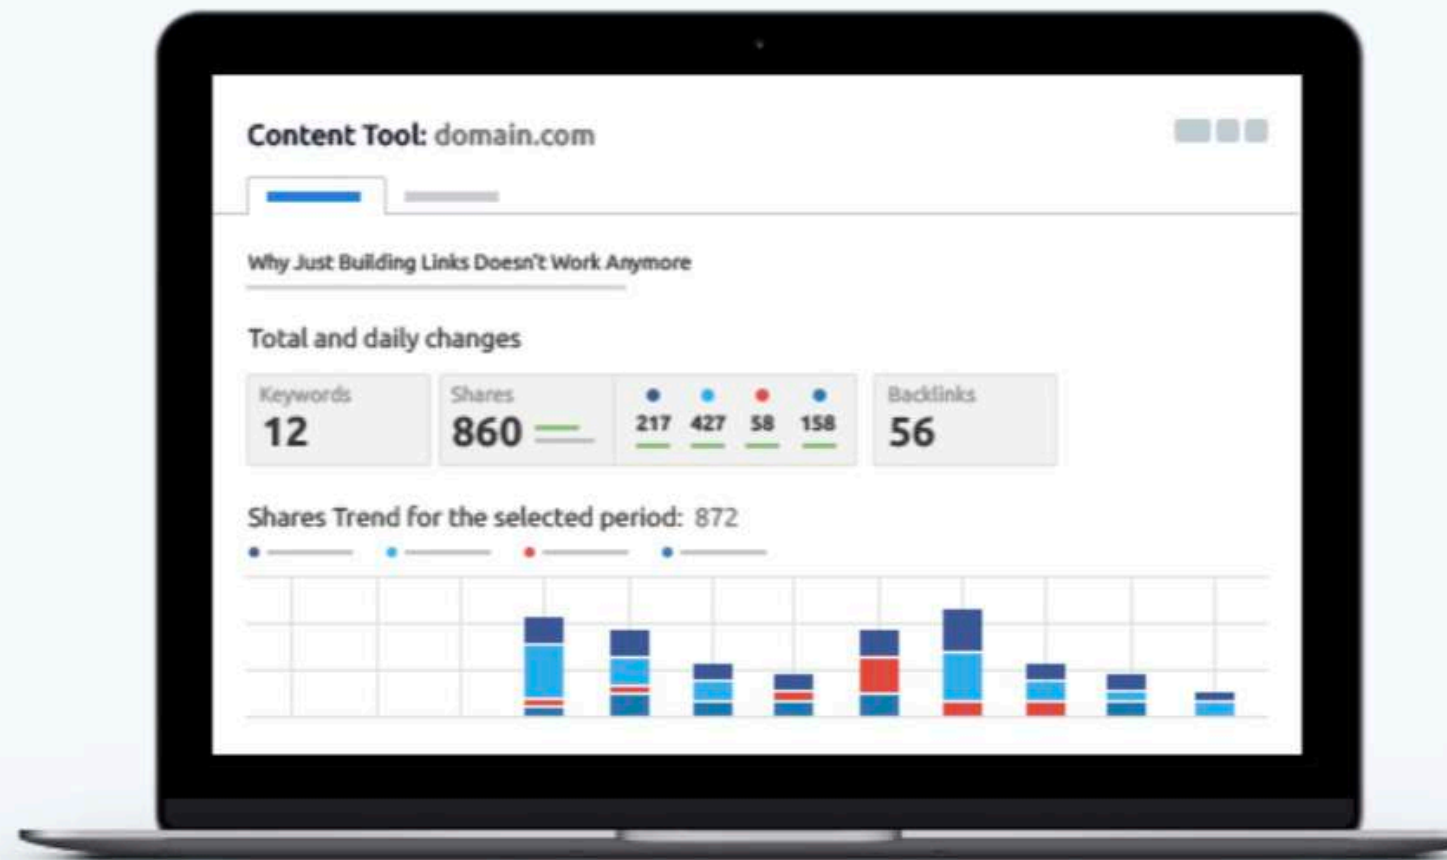 Content Tool: domain.com
Why Just Building Links Doesn't Work Anymore
Total and daily changes
Keywords
12
Shares
860
217 427 58 158
Backlinks
56
Shares Trend for the selected period: 872